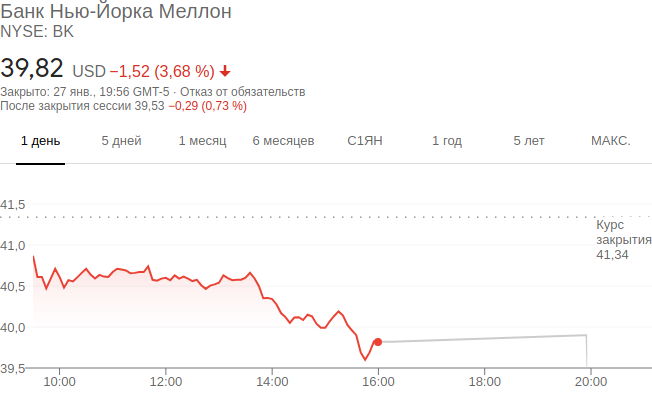 Банк Нью-Йорка Меллон
NYSE: BK
39,82 USD −1,52 (3,68 %)
Закрыто: 27 янв., 19:56 GMT-5 · Отказ от обязательств
После закрытия сессии 39,53 −0,29 (0,73 %)
1 день 5 дней 1 месяц 6 месяцев С1ЯН 1 год 5 лет МАКС.
41,5
Курс
закрытия
41,34
41,0
40,5
40,0
39,5
10:00 12:00 14:00 16:00 18:00 20:00